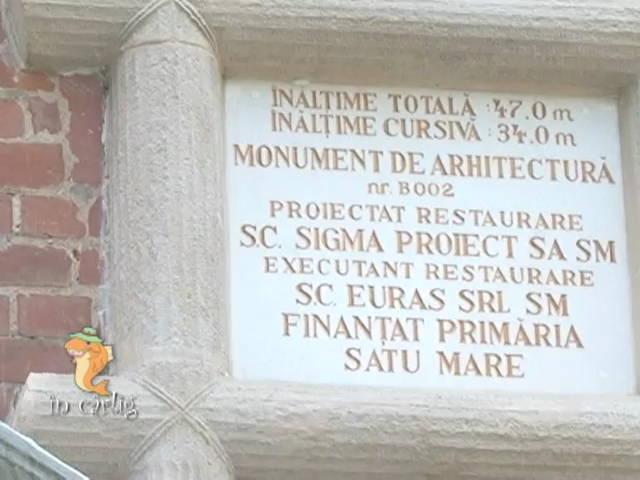 ÎNĂLȚIME TOTALĂ :47.0 m
ÎNĂLȚIME CURSIVĂ : 34.0 m
MONUMENT DE ARHITECTURĂ
nr. B002
PROIECTAT RESTAURARE
S.C. SIGMA PROIECT SA SM
EXECUTANT RESTAURARE
S.C. EURAS SRL SM
FINANȚAT PRIMĂRIA
SATU MARE
în cârlig